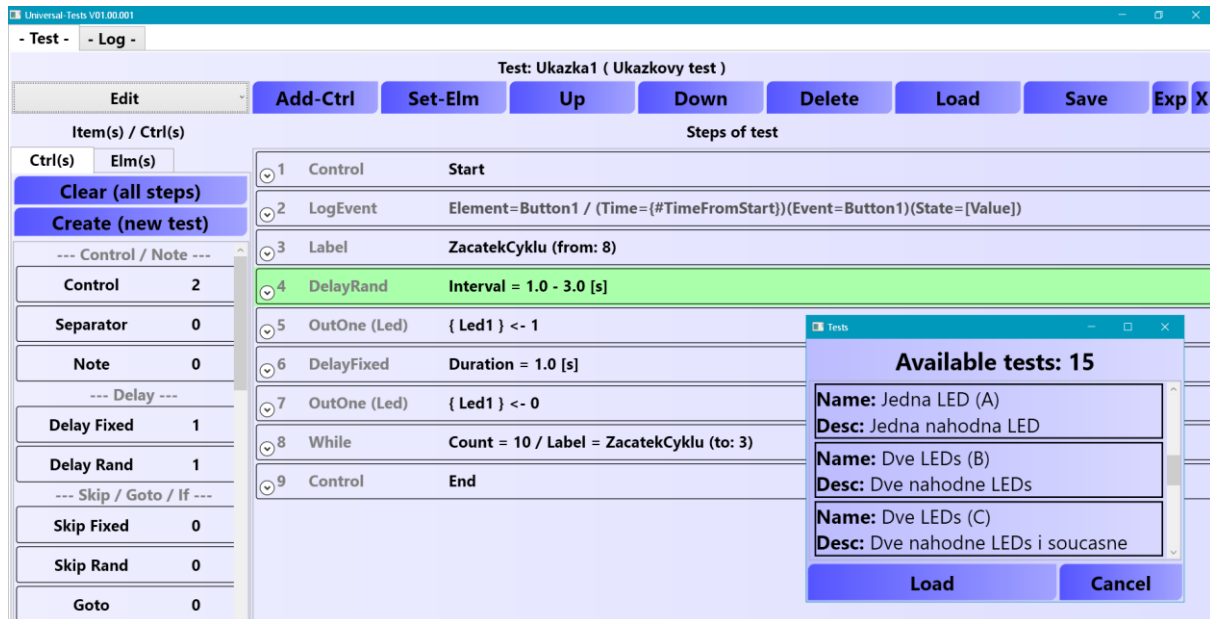 Universal-Tests V01.00.001
- Test - - Log -
Test: Ukazka1 ( Ukazkovy test )
Edit Add-Ctrl Set-Elm Up Down Delete Load Save Exp X
Item(s) / Ctrl(s) Steps of test
Ctrl(s) Elm(s)
Clear (all steps)
Create (new test)
--- Control / Note ---
Control 2
Separator 0
Note 0
--- Delay ---
Delay Fixed 1
Delay Rand 1
--- Skip / Goto / If ---
Skip Fixed 0
Skip Rand 0
Goto 0
1 Control Start
2 LogEvent Element=Button1 / (Time={#TimeFromStart})(Event=Button1)(State=[Value])
3 Label ZacatekCyklu (from: 8)
4 DelayRand Interval = 1.0 - 3.0 [s]
5 OutOne (Led) { Led1 } <- 1
6 DelayFixed Duration = 1.0 [s]
7 OutOne (Led) { Led1 } <- 0
8 While Count = 10 / Label = ZacatekCyklu (to: 3)
9 Control End
Tests
Available tests: 15
Name: Jedna LED (A)
Desc: Jedna nahodna LED
Name: Dve LEDs (B)
Desc: Dve nahodne LEDs
Name: Dve LEDs (C)
Desc: Dve nahodne LEDs i soucasne
Load Cancel